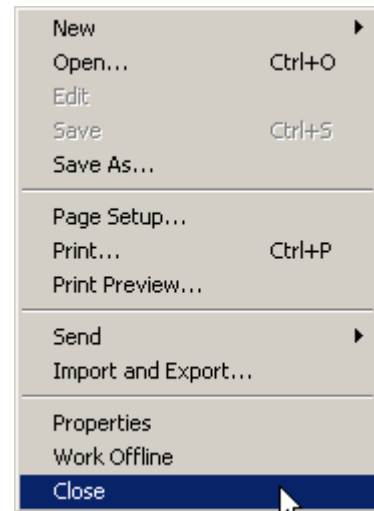 New
Open... Ctrl+O
Edit
Save Ctrl+S
Save As...
Page Setup...
Print... Ctrl+P
Print Preview...
Send
Import and Export...
Properties
Work Offline
Close